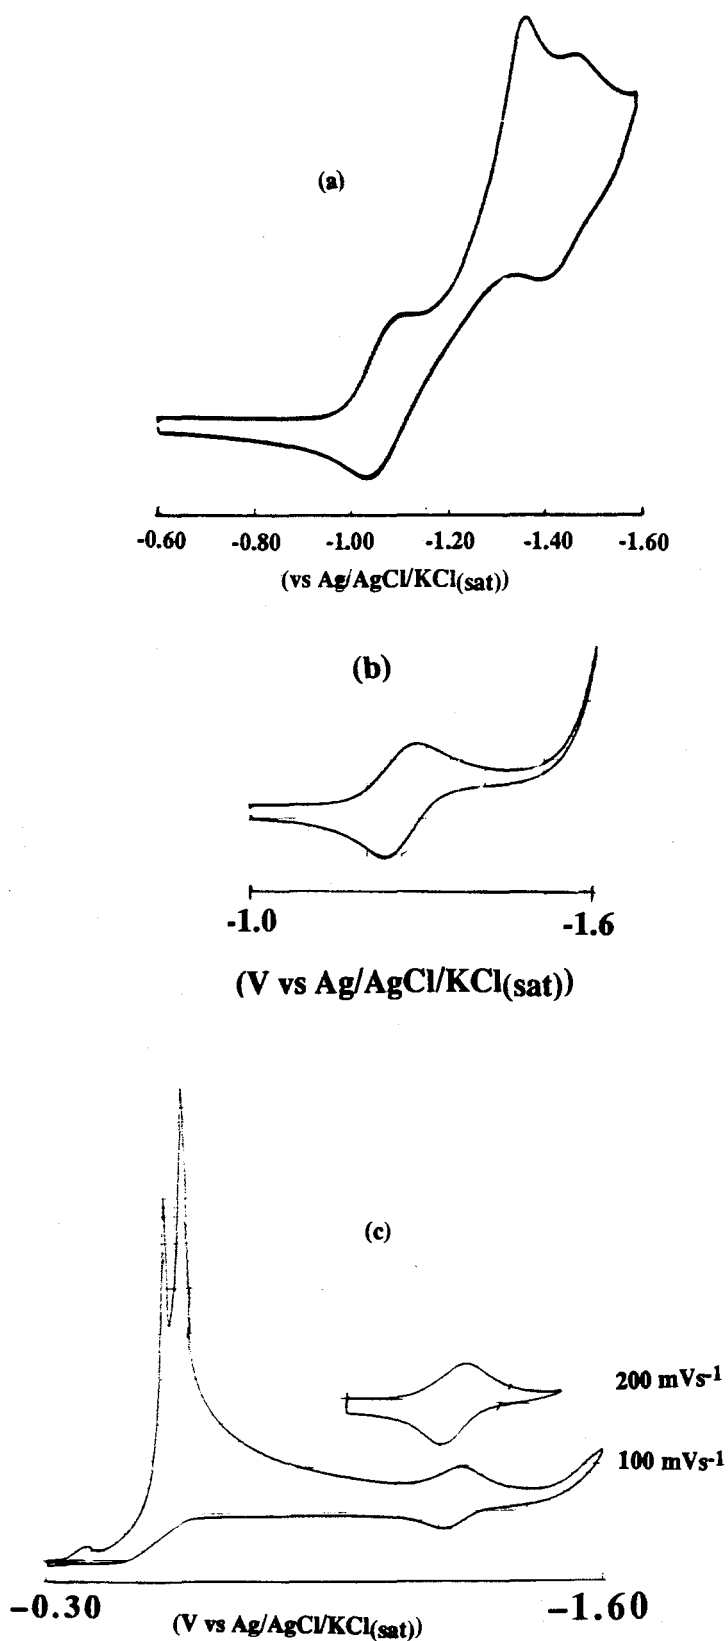 (a)
-0.60 -0.80 -1.00 -1.20 -1.40 -1.60
(vs Ag/AgCl/KCl(sat))
(b)
-1.0 -1.6
(V vs Ag/AgCl/KCl(sat))
(c)
200 mVs-1
100 mVs-1
-0.30 -1.60
(V vs Ag/AgCl/KCl(sat))